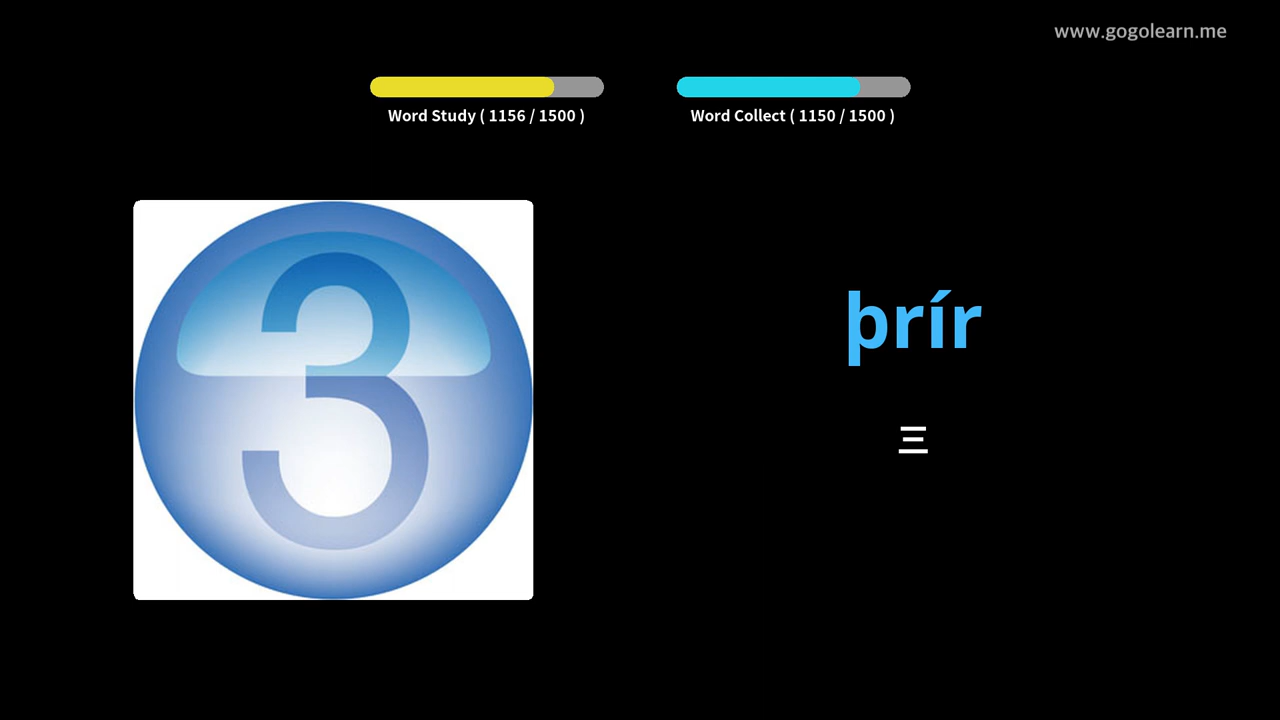 www.gogolearn.me
Word Study ( 1156 / 1500 )
Word Collect ( 1150 / 1500 )
3
þrír
三